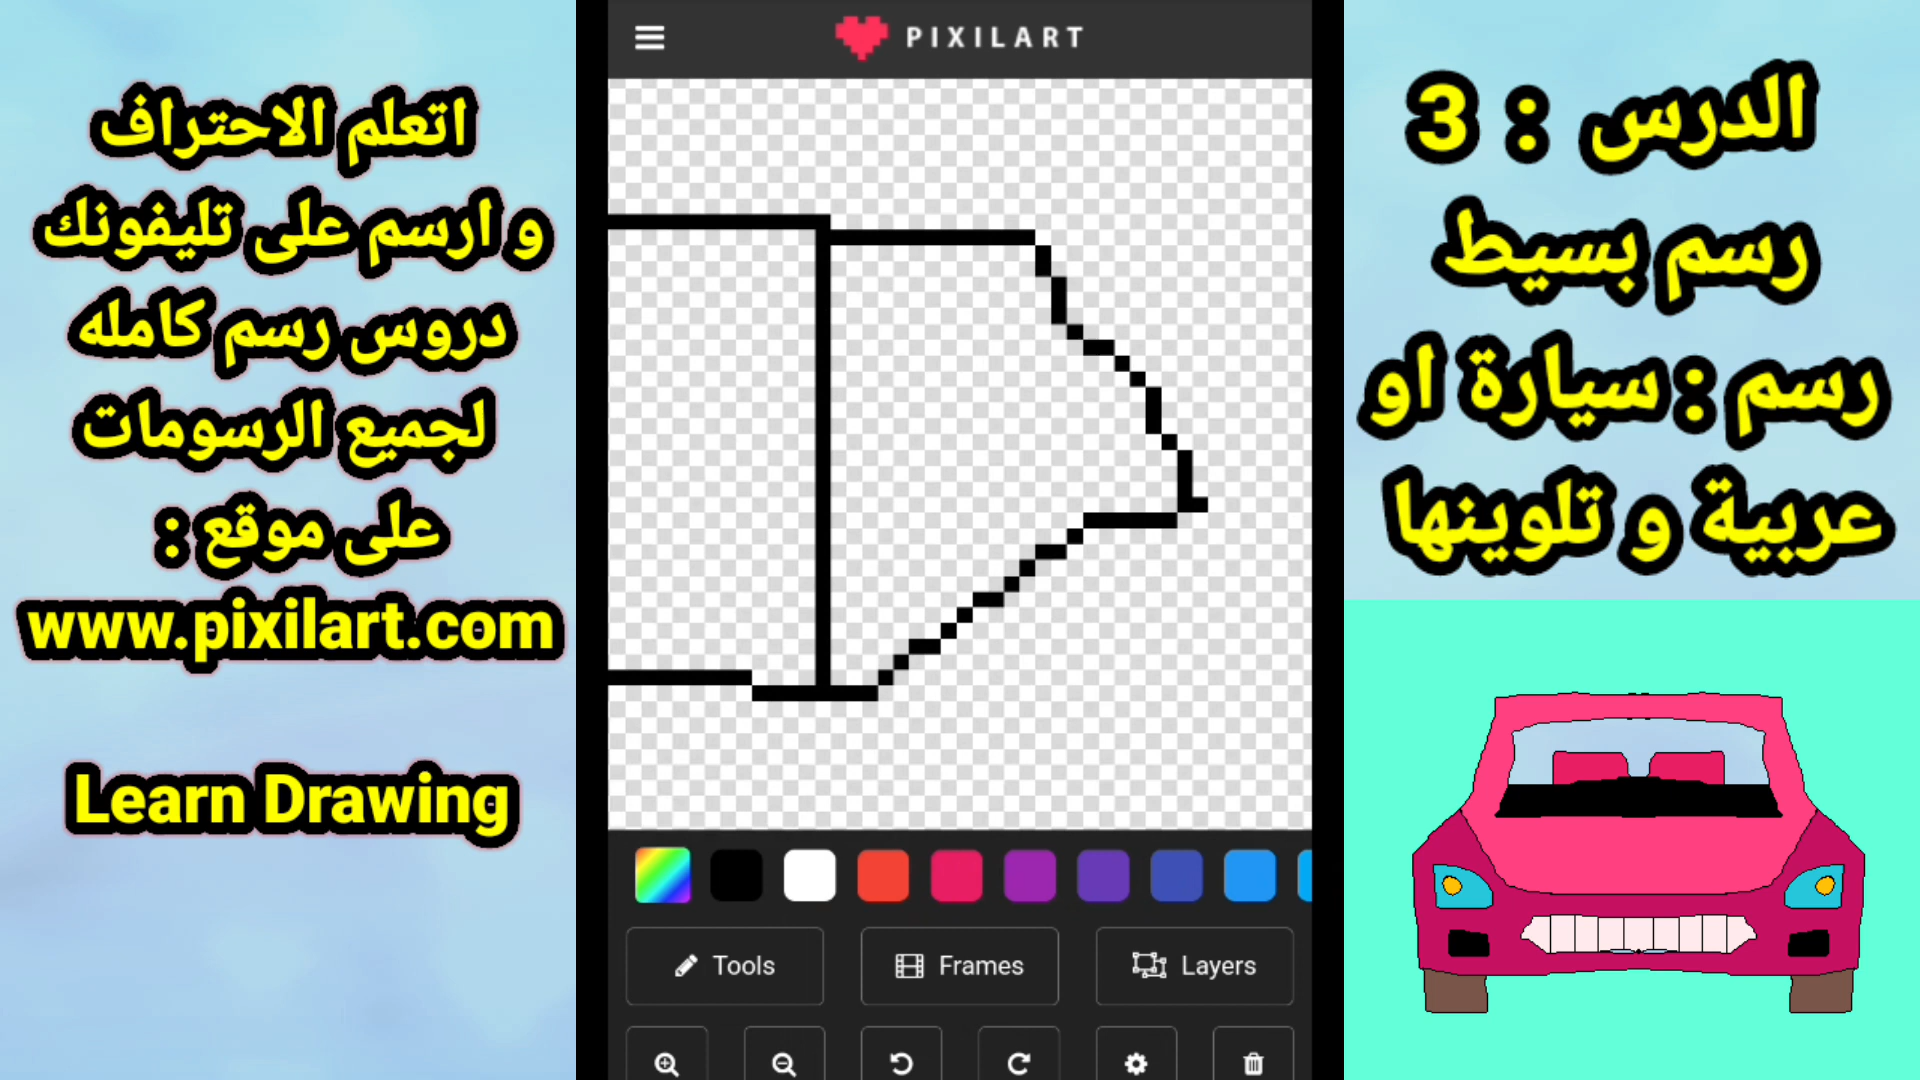 اتعلم الاحتراف
و ارسم على تليفونك
دروس رسم كامله
لجميع الرسومات
على موقع :
www.pixilart.com
Learn Drawing
PIXILART
Tools
Frames
Layers
الدرس : 3
رسم بسيط
رسم : سيارة او
عربية و تلوينها